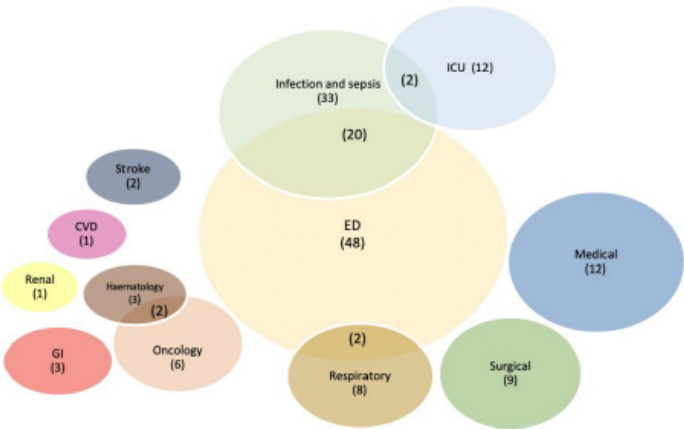 ICU (12)
Infection and sepsis
(33)
(2)
(20)
Stroke
(2)
CVD
(1)
ED
(48)
Medical
(12)
Renal
(1)
Haematology
(3)
(2)
Oncology
(6)
GI
(3)
(2)
Respiratory
(8)
Surgical
(9)